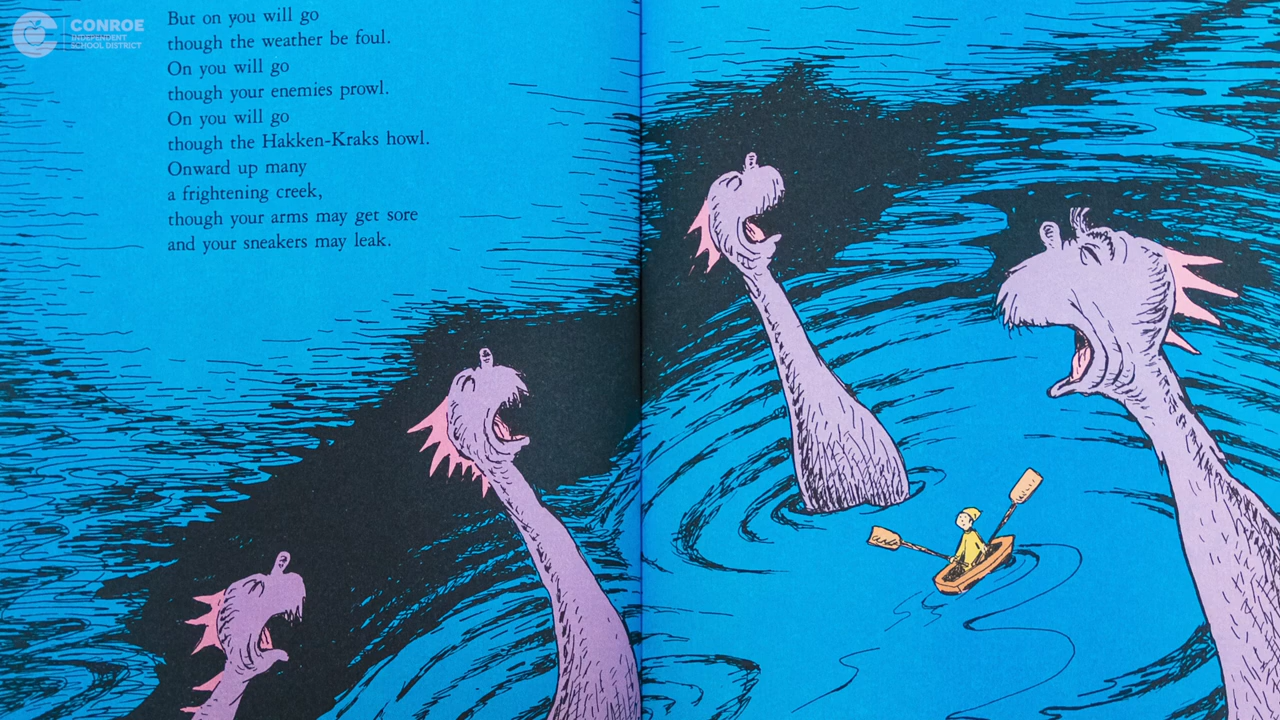 CONROE
INDEPENDENT
SCHOOL DISTRICT
But on you will go
though the weather be foul.
On you will go
though your enemies prowl.
On you will go
though the Hakken-Kraks howl.
Onward up many
a frightening creek,
though your arms may get sore
and your sneakers may leak.